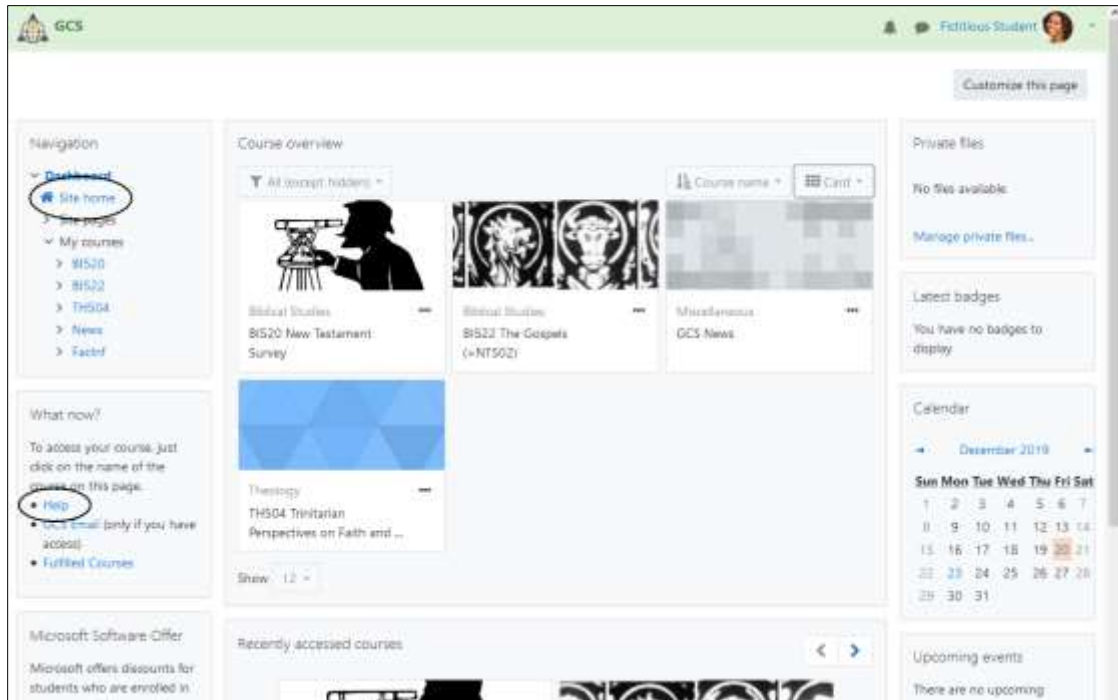 GCS
Fictitious Student
Customize this page
Navigation
Dashboard
Site home
Site pages
My courses
BI520
BI522
TH504
News
FactInf
What now?
To access your course, just
click on the name of the
course on this page.
Help
GCS Email (only if you have
access)
Fulfilled Courses
Microsoft Software Offer
Microsoft offers discounts for
students who are enrolled in
Course overview
All (except hidden)
Course name
Card
Biblical Studies
BI520 New Testament
Survey
Biblical Studies
BI522 The Gospels
(=NT502)
Miscellaneous
GCS News
Theology
TH504 Trinitarian
Perspectives on Faith and ...
Show 12
Recently accessed courses
Private files
No files available
Manage private files...
Latest badges
You have no badges to
display
Calendar
December 2019
Sun Mon Tue Wed Thu Fri Sat
1 2 3 4 5 6 7
8 9 10 11 12 13 14
15 16 17 18 19 20 21
22 23 24 25 26 27 28
29 30 31
Upcoming events
There are no upcoming